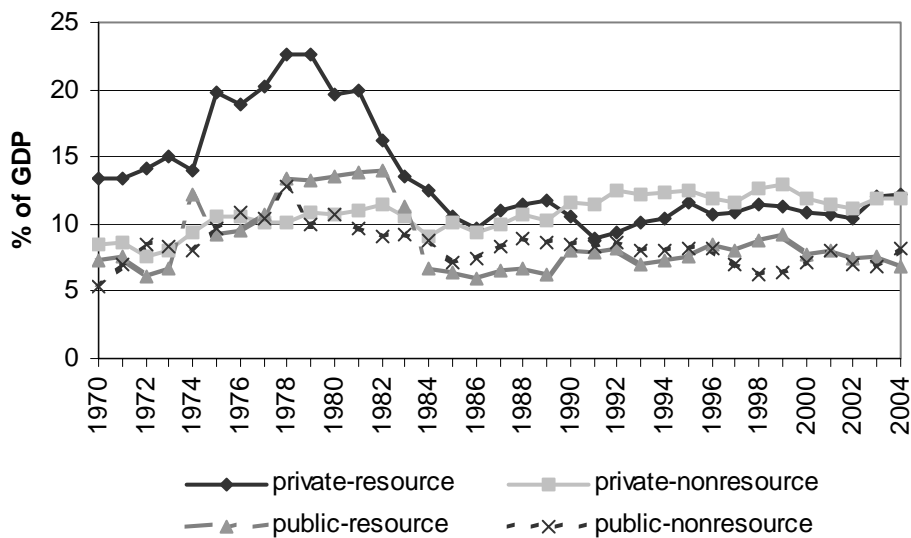 25
20
15
10
5
0
% of GDP
1970 1972 1974 1976 1978 1980 1982 1984 1986 1988 1990 1992 1994 1996 1998 2000 2002 2004
private-resource private-nonresource
public-resource public-nonresource